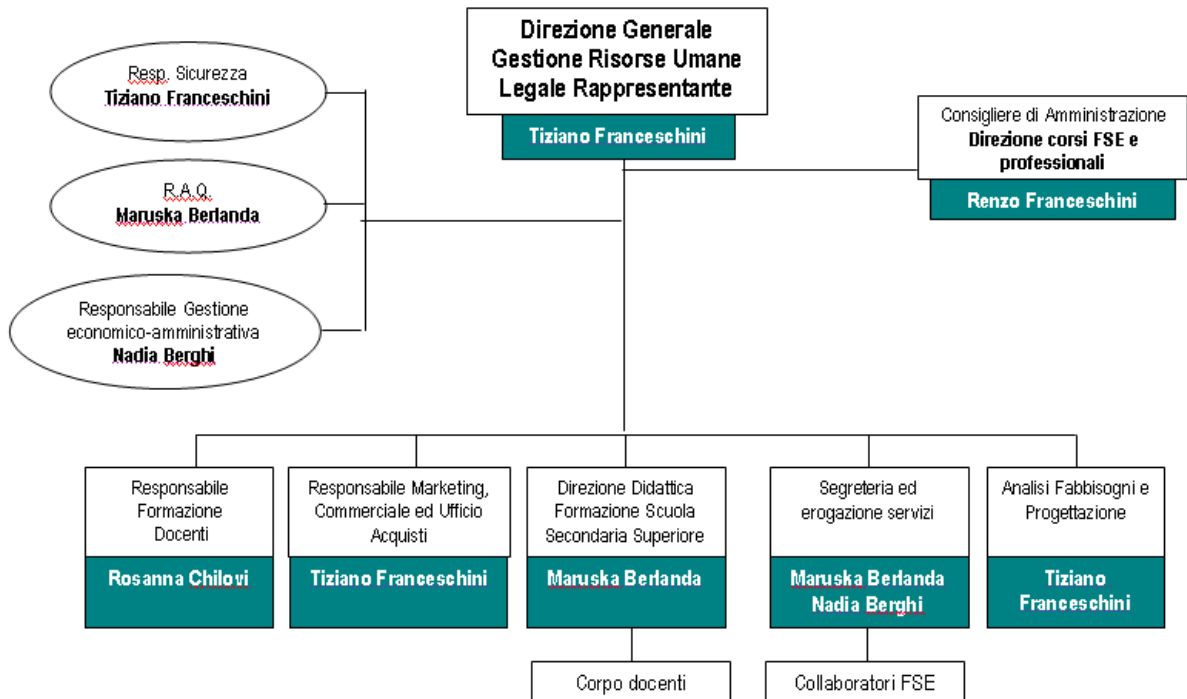 Direzione Generale
Gestione Risorse Umane
Legale Rappresentante
Tiziano Franceschini
Resp. Sicurezza
Tiziano Franceschini
R.A.Q.
Maruska Berlanda
Responsabile Gestione
economico-amministrativa
Nadia Berghi
Consigliere di Amministrazione
Direzione corsi FSE e
professionali
Renzo Franceschini
Responsabile
Formazione
Docenti
Rosanna Chilovi
Responsabile Marketing,
Commerciale ed Ufficio
Acquisti
Tiziano Franceschini
Direzione Didattica
Formazione Scuola
Secondaria Superiore
Maruska Berlanda
Segreteria ed
erogazione servizi
Maruska Berlanda
Nadia Berghi
Analisi Fabbisogni e
Progettazione
Tiziano
Franceschini
Corpo docenti
Collaboratori FSE